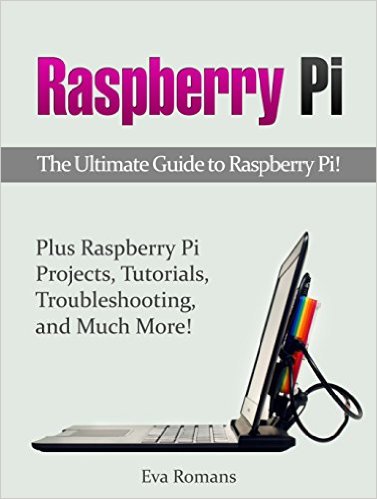 Raspberry Pi
The Ultimate Guide to Raspberry Pi!
Plus Raspberry Pi
Projects, Tutorials,
Troubleshooting,
and Much More!
Eva Romans